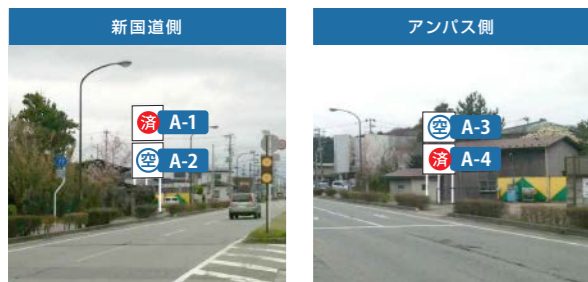 新国道側
アンパス側
済 A-1
空 A-2
空 A-3
済 A-4